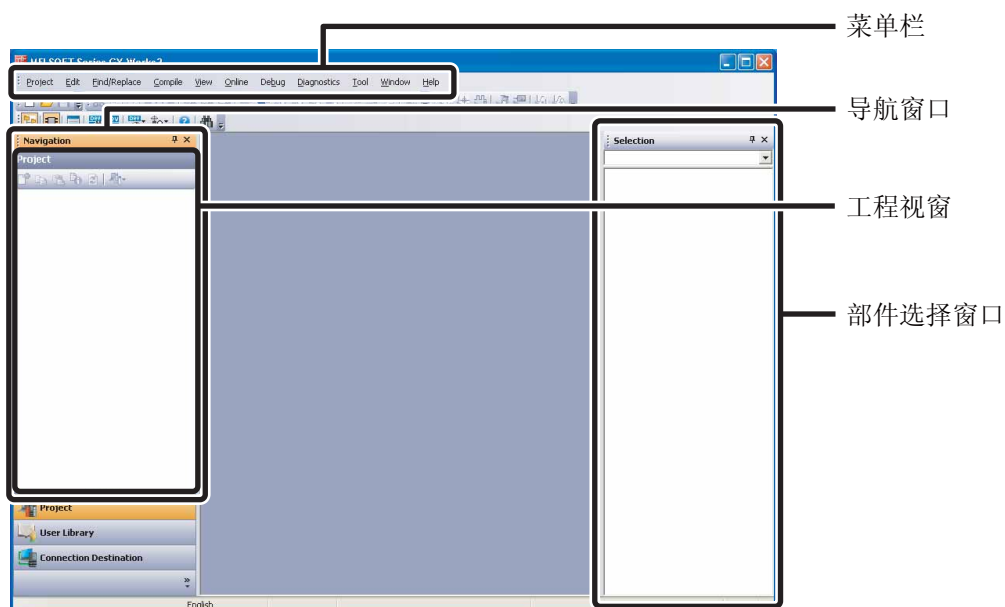 菜单栏
MELSOFT Series GX Works2
Project Edit Find/Replace Compile View Online Debug Diagnostics Tool Window Help
导航窗口
Navigation
Selection
Project
工程视窗
部件选择窗口
Project
User Library
Connection Destination
English